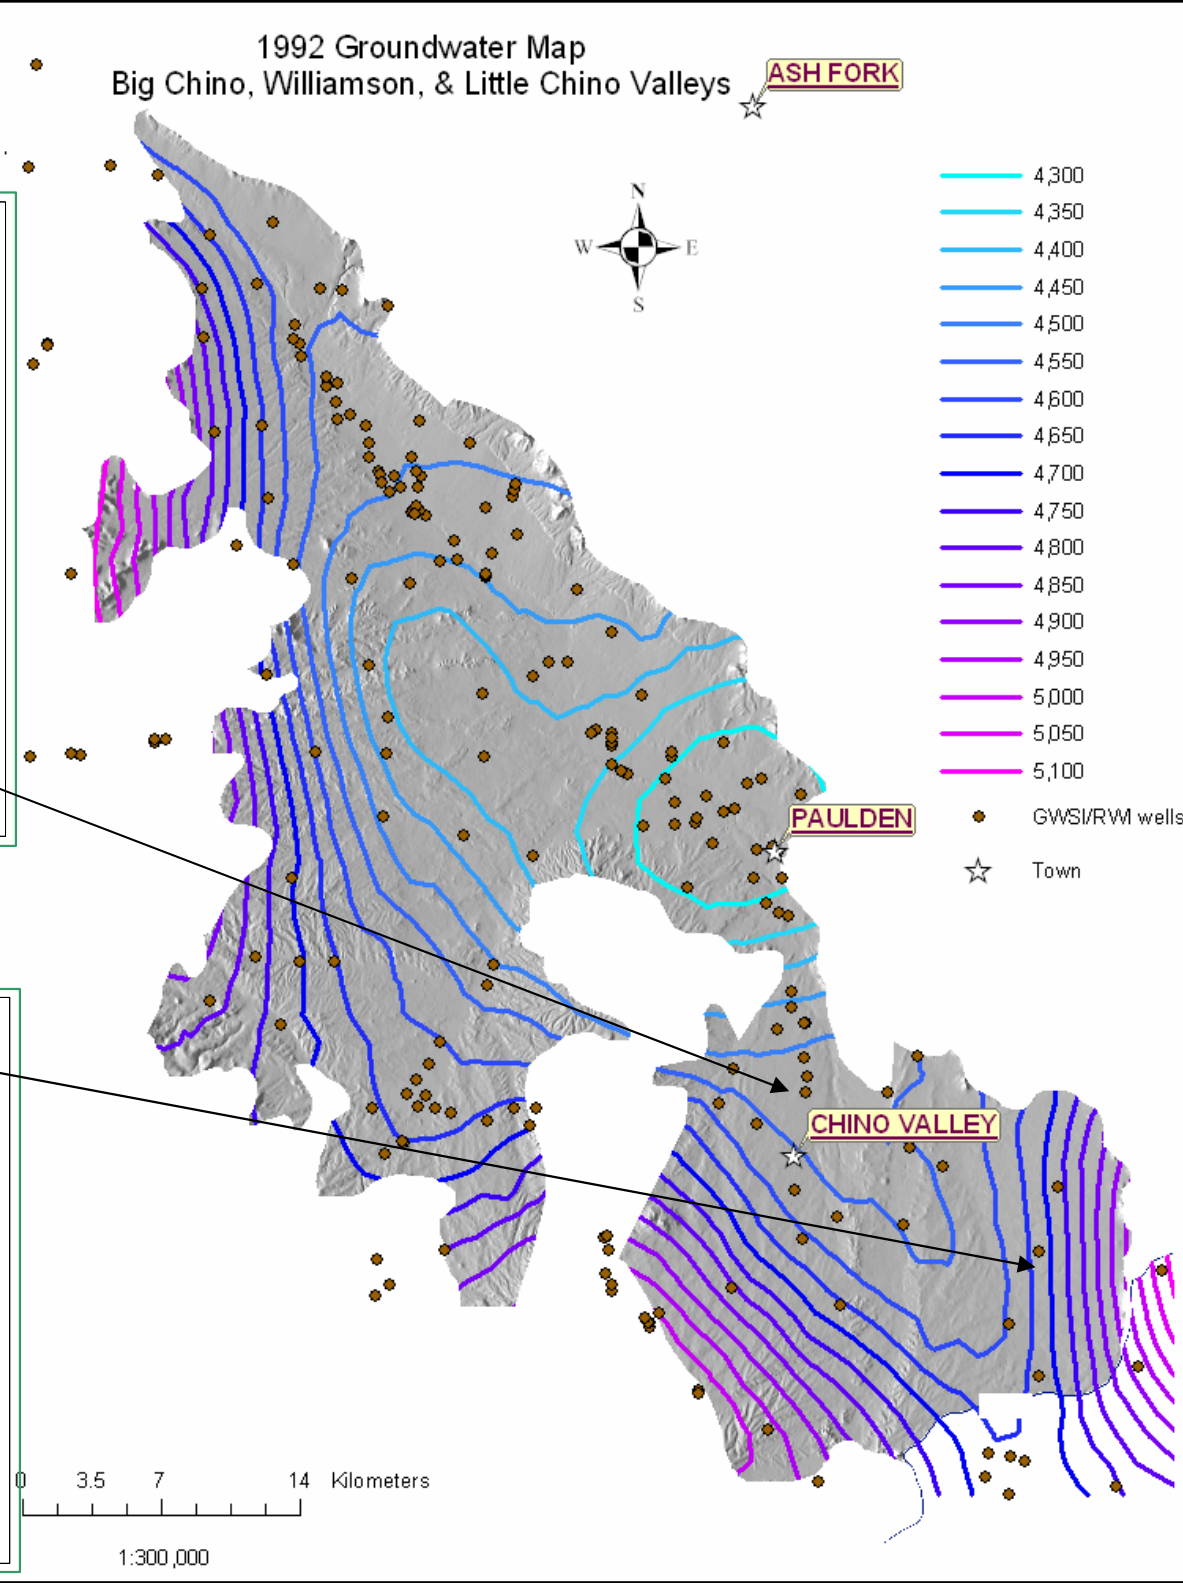 1992 Groundwater Map
Big Chino, Williamson, & Little Chino Valleys
ASH FORK
N
W E
S
4,300
4,350
4,400
4,450
4,500
4,550
4,600
4,650
4,700
4,750
4,800
4,850
4,900
4,950
5,000
5,050
5,100
GWSI/RWI wells
Town
PAULDEN
CHINO VALLEY
0 3.5 7 14 Kilometers
1:300,000